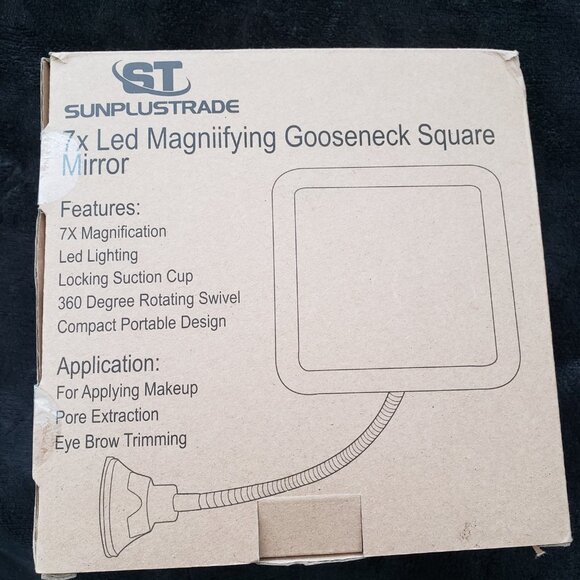 ST
SUNPLUSTRADE
7x Led Magniifying Gooseneck Square
Mirror
Features:
7X Magnification
Led Lighting
Locking Suction Cup
360 Degree Rotating Swivel
Compact Portable Design
Application:
For Applying Makeup
Pore Extraction
Eye Brow Trimming